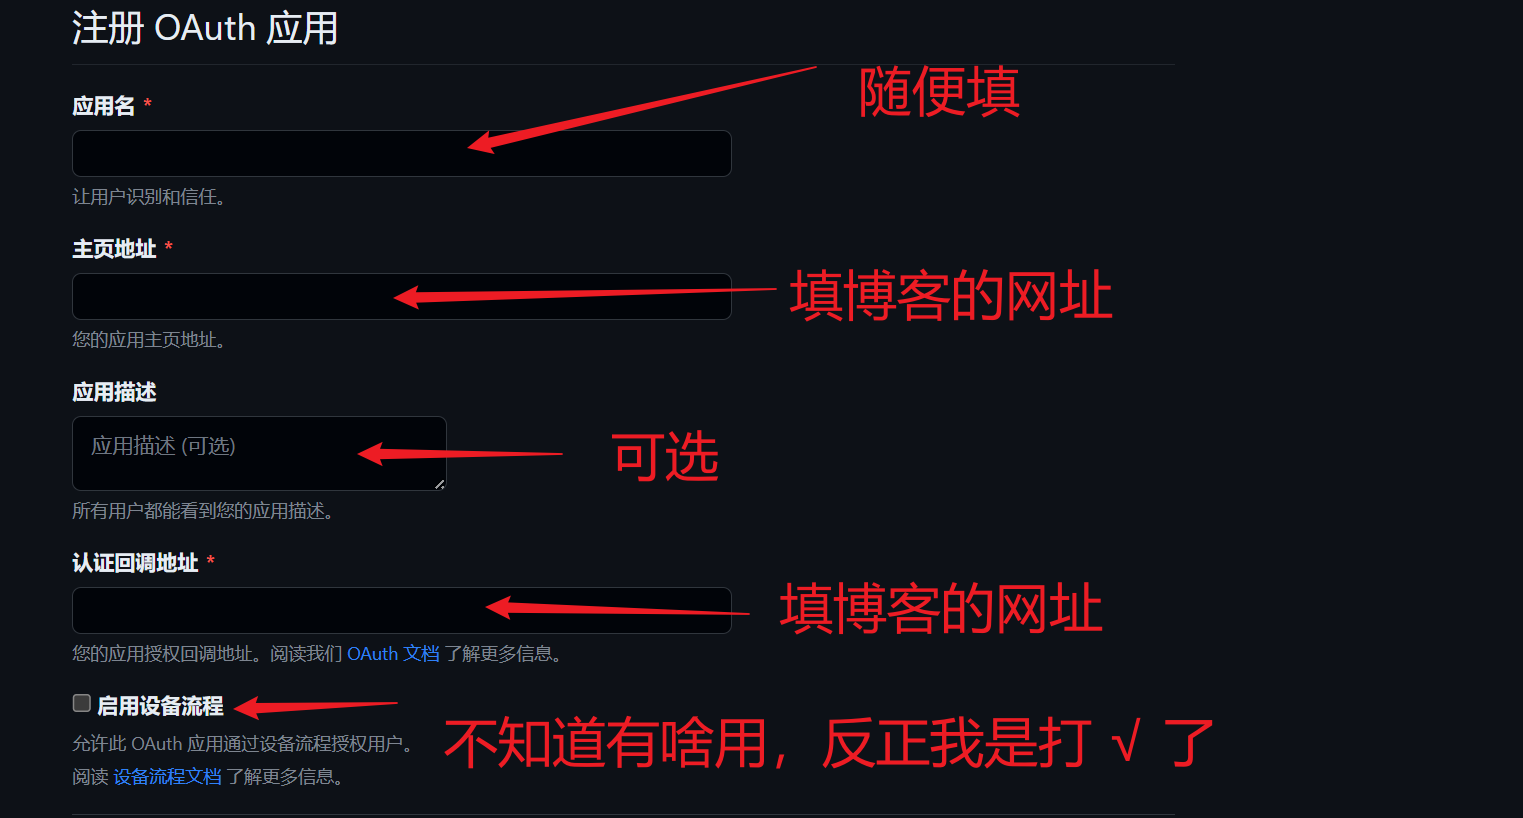 注册 OAuth 应用
随便填
应用名 *
让用户识别和信任。
主页地址 *
填博客的网址
您的应用主页地址。
应用描述
应用描述 (可选)
可选
所有用户都能看到您的应用描述。
认证回调地址 *
填博客的网址
您的应用授权回调地址。阅读我们 OAuth 文档 了解更多信息。
启用设备流程
不知道有啥用，反正我是打 √ 了
允许此 OAuth 应用通过设备流程授权用户。
阅读 设备流程文档 了解更多信息。